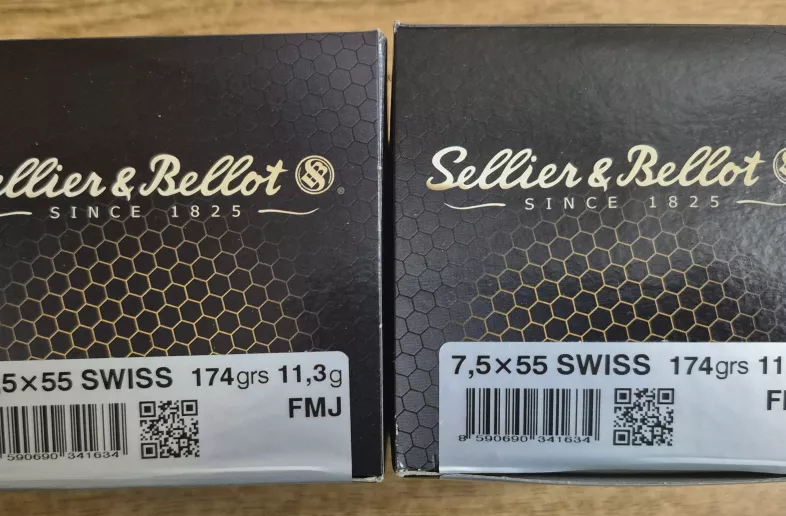 ellier & Bellot
SINCE 1825
,5×55 SWISS 174grs 11,3g
FMJ
590690 341634
Sellier & Bellot
SINCE 1825
7,5×55 SWISS 174grs 11
8 590690 341634